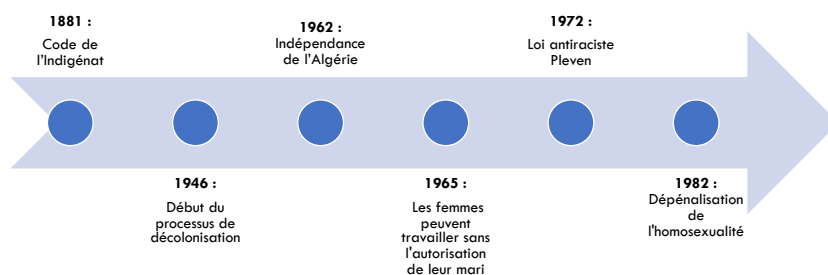 1881 :
Code de
l'Indigénat
1946 :
Début du
processus de
décolonisation
1962 :
Indépendance
de l'Algérie
1965 :
Les femmes
peuvent
travailler sans
l'autorisation
de leur mari
1972 :
Loi antiraciste
Pleven
1982 :
Dépénalisation
de
l'homosexualité